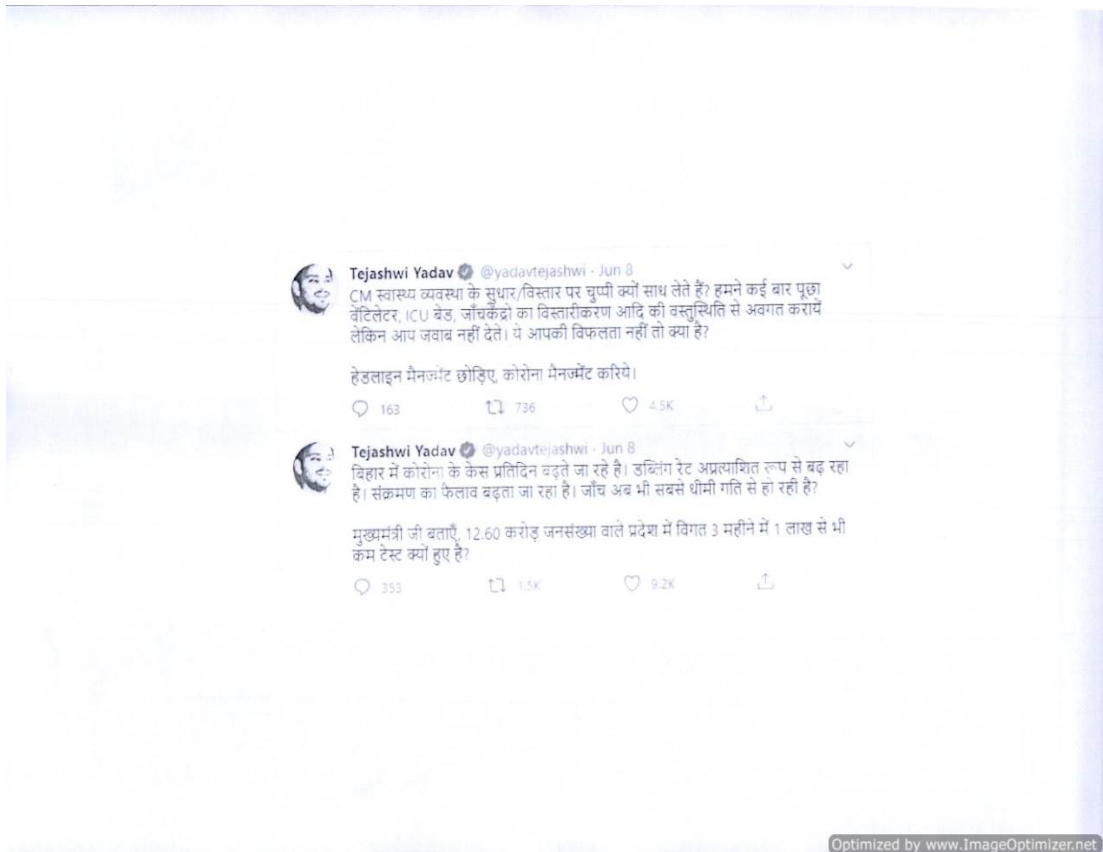 Tejashwi Yadav @yadavtejashwi · Jun 8
CM स्वास्थ्य व्यवस्था के सुधार/विस्तार पर चुप्पी क्यों साध लेते हैं? हमने कई बार पूछा
वेंटिलेटर, ICU बेड, जाँचकेंद्रो का विस्तारीकरण आदि की वस्तुस्थिति से अवगत करायें
लेकिन आप जवाब नहीं देते। ये आपकी विफलता नहीं तो क्या है?
हेडलाइन मैनज्मेंट छोड़िए, कोरोना मैनज्मेंट करिये।
163 736 4.5K
Tejashwi Yadav @yadavtejashwi · Jun 8
बिहार में कोरोना के केस प्रतिदिन बढ़ते जा रहे है। डब्लिंग रेट अप्रत्याशित रूप से बढ़ रहा
है। संक्रमण का फैलाव बढ़ता जा रहा है। जाँच अब भी सबसे धीमी गति से हो रही है?
मुख्यमंत्री जी बताएँ, 12.60 करोड़ जनसंख्या वाले प्रदेश में विगत 3 महीने में 1 लाख से भी
कम टेस्ट क्यों हुए है?
353 1.5K 9.2K
Optimized by www.ImageOptimizer.net